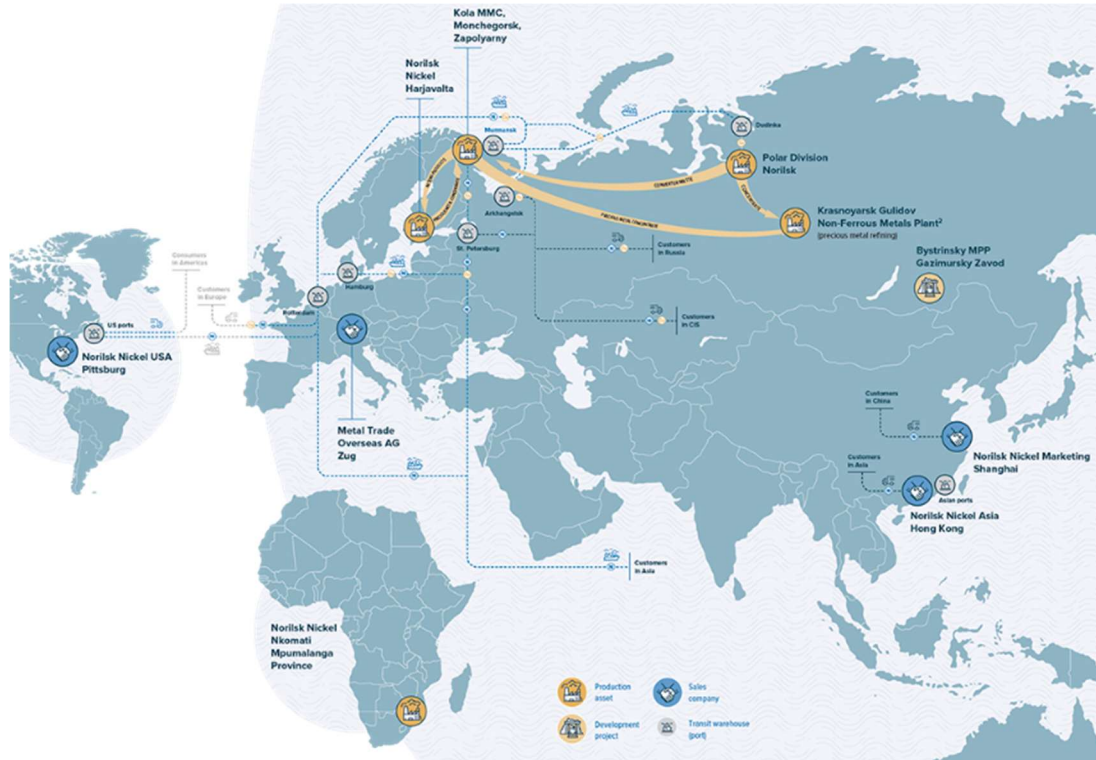 Kola MMC,
Monchegorsk,
Zapolyarny
Norilsk
Nickel
Harjavalta
Murmansk
Dudinka
Polar Division
Norilsk
CONVERTER MATTE
Arkhangelsk
Krasnoyarsk Gulidov
Non-Ferrous Metals Plant²
(precious metal refining)
St. Petersburg
Customers
in Russia
Bystrinsky MPP
Gazimursky Zavod
Consumers
in Americas
Customers
in Europe
Hamburg
Rotterdam
Customers
in CIS
US ports
Norilsk Nickel USA
Pittsburg
Metal Trade
Overseas AG
Zug
Customers
in China
Norilsk Nickel Marketing
Shanghai
Customers
in Asia
Asian ports
Norilsk Nickel Asia
Hong Kong
Customers
in Asia
Norilsk Nickel
Nkomati
Mpumalanga
Province
Production
asset
Sales
company
Development
project
Transit warehouse
(port)